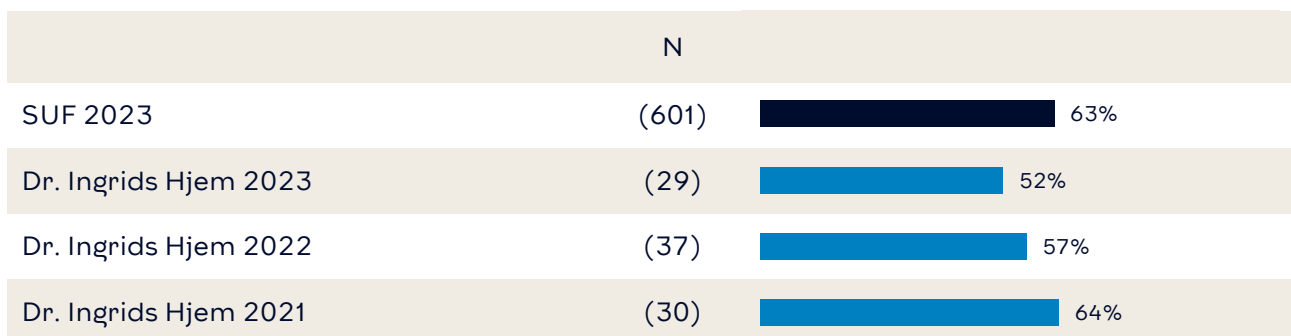 N
SUF 2023 (601) 63%
Dr. Ingrids Hjem 2023 (29) 52%
Dr. Ingrids Hjem 2022 (37) 57%
Dr. Ingrids Hjem 2021 (30) 64%